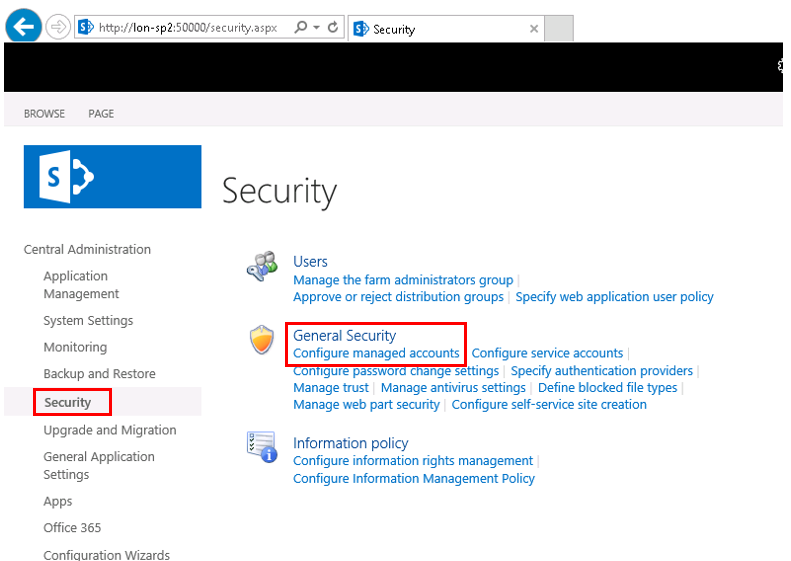 http://lon-sp2:50000/security.aspx
Security
BROWSE PAGE
S
Security
Central Administration
Application
Management
System Settings
Monitoring
Backup and Restore
Security
Upgrade and Migration
General Application
Settings
Apps
Office 365
Configuration Wizards
Users
Manage the farm administrators group
Approve or reject distribution groups | Specify web application user policy
General Security
Configure managed accounts | Configure service accounts
Configure password change settings | Specify authentication providers
Manage trust | Manage antivirus settings | Define blocked file types
Manage web part security | Configure self-service site creation
Information policy
Configure information rights management
Configure Information Management Policy